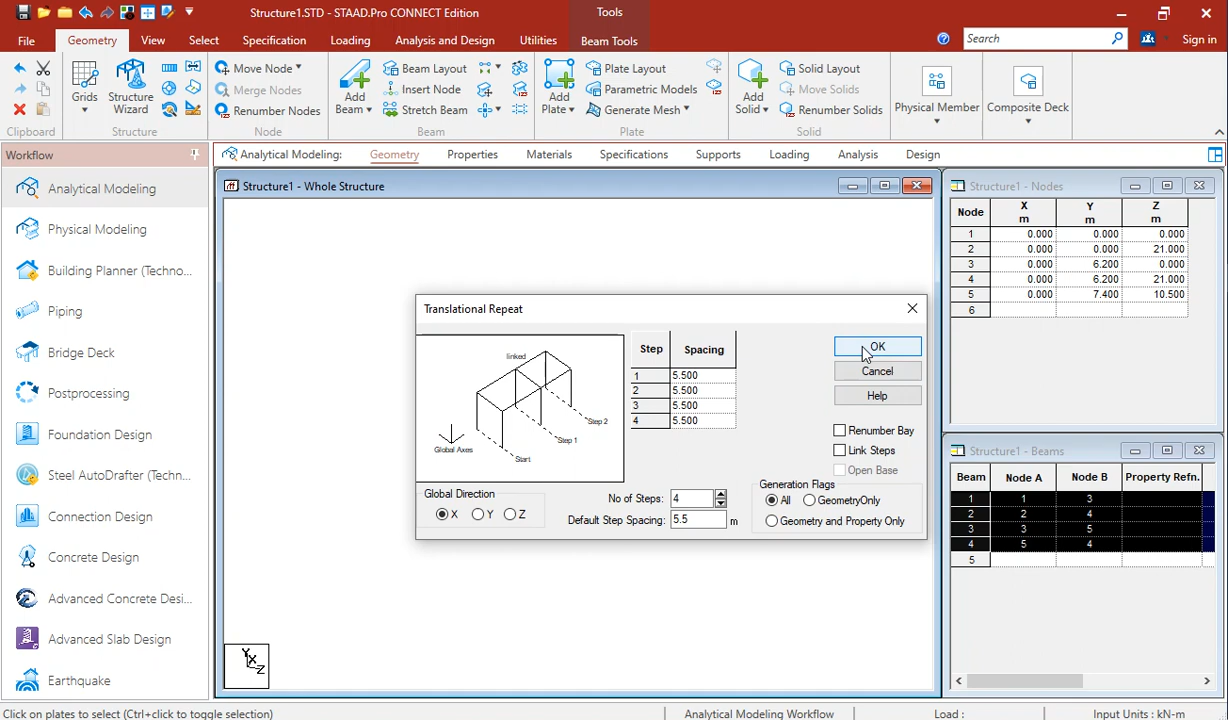 Structure1.STD - STAAD.Pro CONNECT Edition
Tools
File Geometry View Select Specification Loading Analysis and Design Utilities Beam Tools
Search
Sign in
Grids
Structure Wizard
Move Node
Merge Nodes
Renumber Nodes
Add Beam
Beam Layout
Insert Node
Stretch Beam
Add Plate
Plate Layout
Parametric Models
Generate Mesh
Add Solid
Solid Layout
Move Solids
Renumber Solids
Physical Member
Composite Deck
Clipboard Structure Node Beam Plate Solid
Workflow
Analytical Modeling: Geometry Properties Materials Specifications Supports Loading Analysis Design
Analytical Modeling
Physical Modeling
Building Planner (Techno...
Piping
Bridge Deck
Postprocessing
Foundation Design
Steel AutoDrafter (Techn...
Connection Design
Concrete Design
Advanced Concrete Desi...
Advanced Slab Design
Earthquake
Structure1 - Whole Structure
Translational Repeat
linked
Step 2
Step 1
Start
Global Axes
Step Spacing
1 5.500
2 5.500
3 5.500
4 5.500
OK
Cancel
Help
Renumber Bay
Link Steps
Open Base
Global Direction
X Y Z
No of Steps: 4
Default Step Spacing: 5.5 m
Generation Flags
All GeometryOnly
Geometry and Property Only
Y
X
Z
Structure1 - Nodes
Node X m Y m Z m
1 0.000 0.000 0.000
2 0.000 0.000 21.000
3 0.000 6.200 0.000
4 0.000 6.200 21.000
5 0.000 7.400 10.500
6
Structure1 - Beams
Beam Node A Node B Property Refn.
1 1 3
2 2 4
3 3 5
4 5 4
5
Click on plates to select (Ctrl+click to toggle selection)
Analytical Modeling Workflow
Load :
Input Units : kN-m